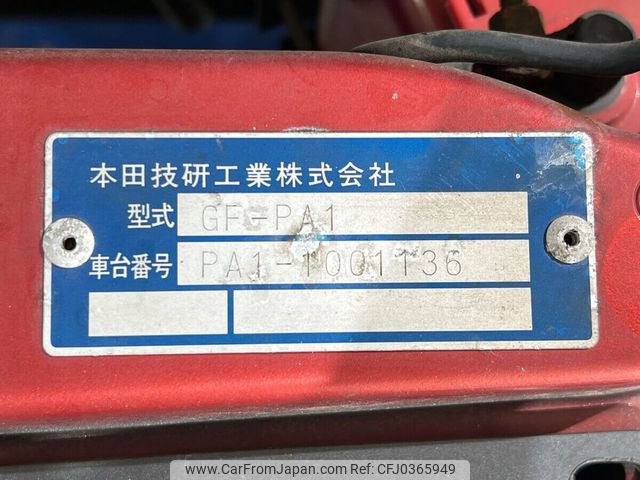 本田技研工業株式会社
型式 GF-PA1
車台番号 PA1-1001136
www.CarFromJapan.com | CFJ0365949